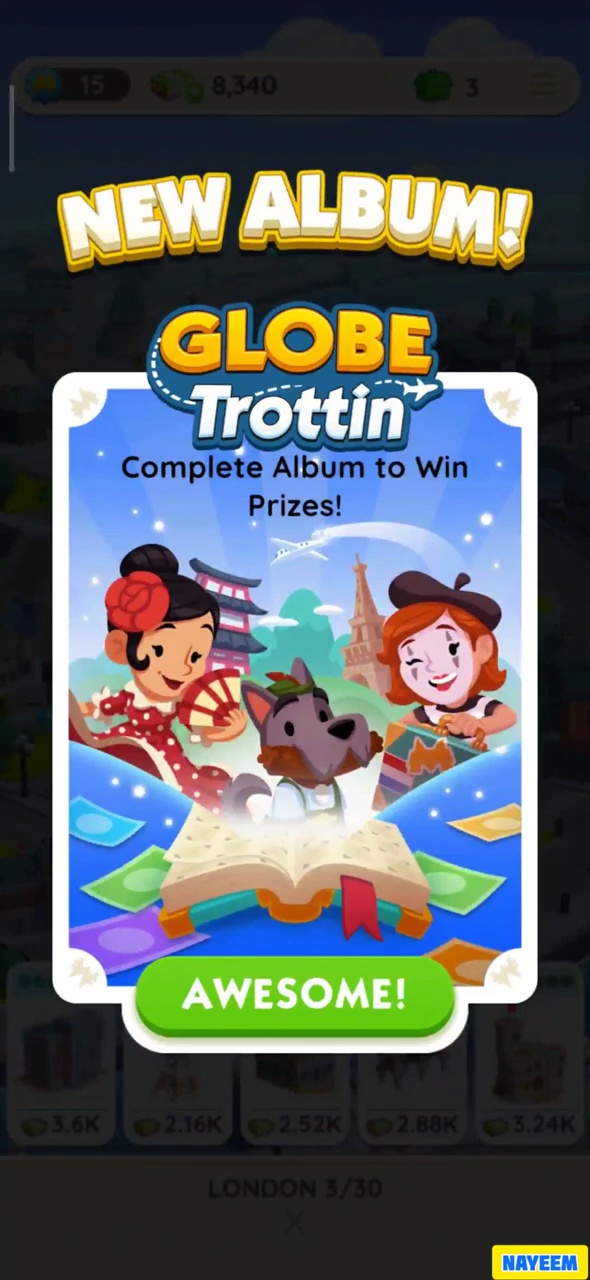 15
8,340
3
NEW ALBUM!
GLOBE
Trottin
Complete Album to Win
Prizes!
AWESOME!
3.6K
2.16K
2.52K
2.88K
3.24K
LONDON 3/30
X
NAYEEM